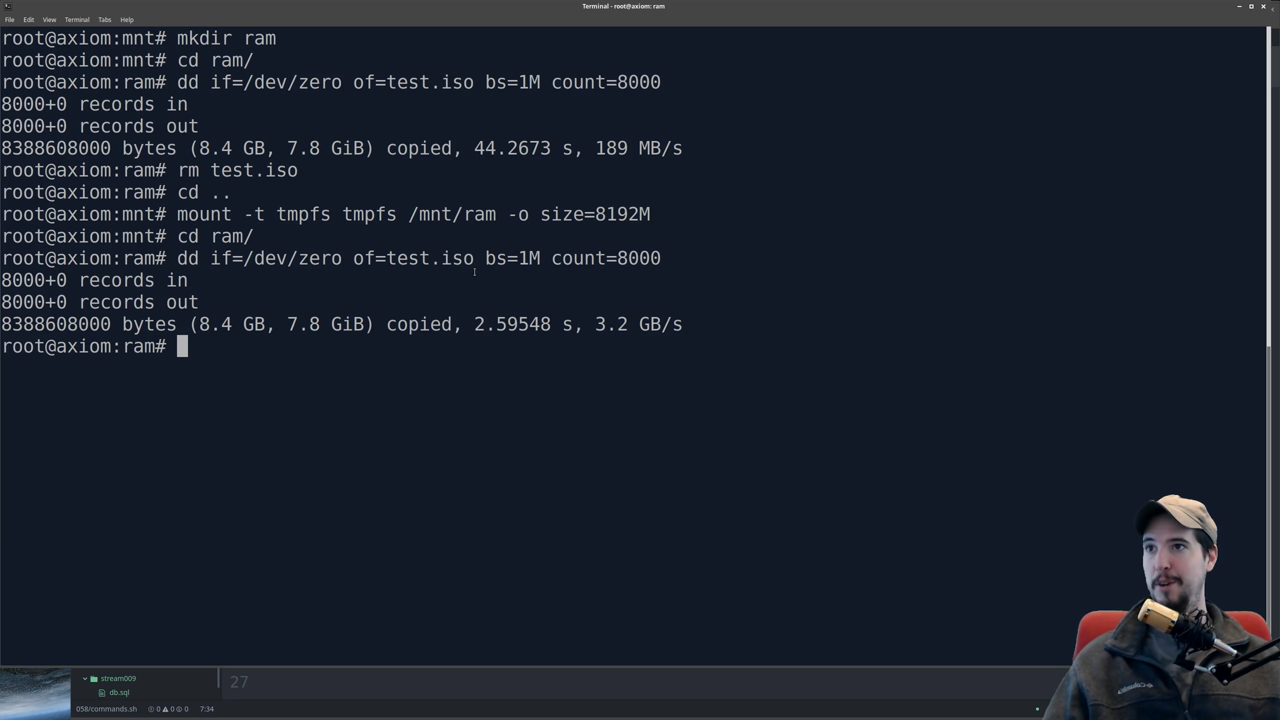 Terminal - root@axiom: ram
File Edit View Terminal Tabs Help
root@axiom:mnt# mkdir ram
root@axiom:mnt# cd ram/
root@axiom:ram# dd if=/dev/zero of=test.iso bs=1M count=8000
8000+0 records in
8000+0 records out
8388608000 bytes (8.4 GB, 7.8 GiB) copied, 44.2673 s, 189 MB/s
root@axiom:ram# rm test.iso
root@axiom:ram# cd ..
root@axiom:mnt# mount -t tmpfs tmpfs /mnt/ram -o size=8192M
root@axiom:mnt# cd ram/
root@axiom:ram# dd if=/dev/zero of=test.iso bs=1M count=8000
8000+0 records in
8000+0 records out
8388608000 bytes (8.4 GB, 7.8 GiB) copied, 2.59548 s, 3.2 GB/s
root@axiom:ram#
stream009
27
db.sql
058/commands.sh 0 0 0 7:34
Columbia